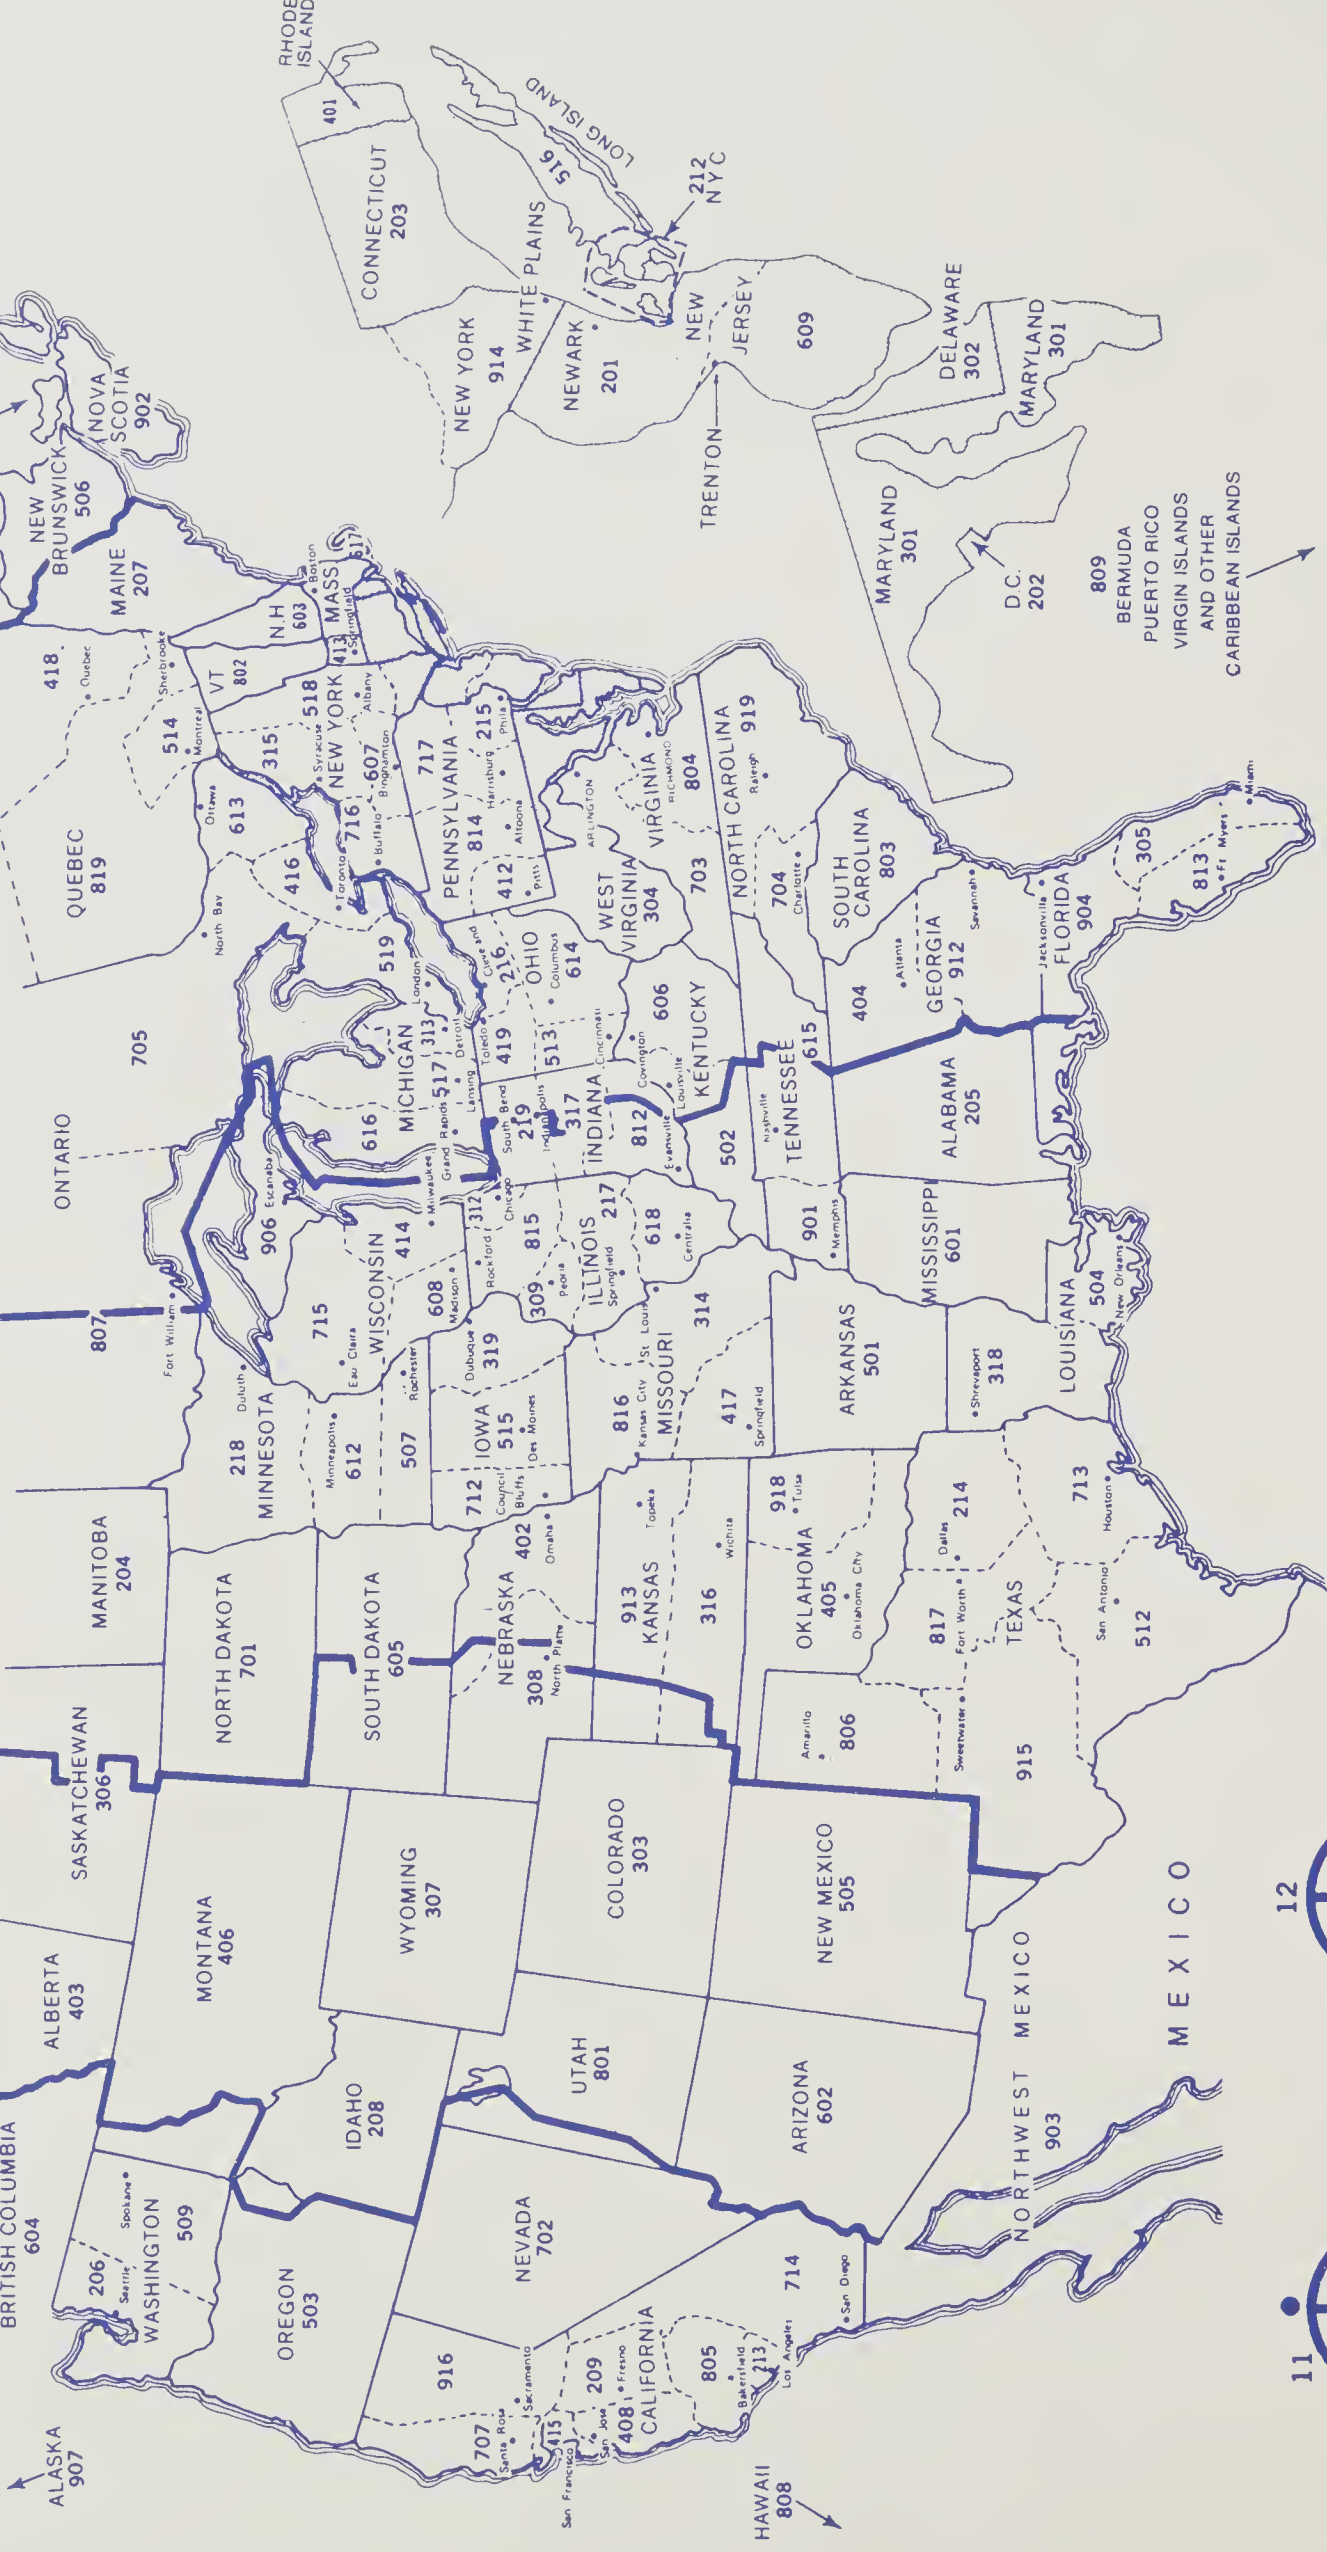 ALASKA
907
BRITISH COLUMBIA
604
ALBERTA
403
SASKATCHEWAN
306
MANITOBA
204
807
ONTARIO
705
Fort William
QUEBEC
819
418
Quebec
514
Montreal
Sherbrooke
NEW
BRUNSWICK
506
NOVA
SCOTIA
902
613
Ottawa
North Bay
416
Toronto
519
London
206
Seattle
Spokane
WASHINGTON
509
OREGON
503
IDAHO
208
MONTANA
406
WYOMING
307
NEVADA
702
UTAH
801
COLORADO
303
ARIZONA
602
NEW MEXICO
505
916
Sacramento
707
Santa Rosa
415
San Francisco
San Jose
408
209
Fresno
CALIFORNIA
805
Bakersfield
213
Los Angeles
714
San Diego
HAWAII
808
NORTH DAKOTA
701
SOUTH DAKOTA
605
NEBRASKA
402
Omaha
308
North Platte
913
KANSAS
Topeka
316
Wichita
918
Tulsa
OKLAHOMA
405
Oklahoma City
Amarillo
806
Sweetwater
915
817
Fort Worth
Dallas
214
TEXAS
713
Houston
San Antonio
512
218
MINNESOTA
Duluth
Minneapolis
612
507
Rochester
712
Council
Bluffs
IOWA
515
Des Moines
Dubuque
319
816
Kansas City
St Louis
MISSOURI
314
417
Springfield
ARKANSAS
501
Shreveport
318
LOUISIANA
504
New Orleans
906
Escanaba
715
Eau Claire
WISCONSIN
414
Milwaukee
608
Madison
Rockford
312
Chicago
815
309
Peoria
ILLINOIS
217
Springfield
618
Centralia
616
MICHIGAN
Grand Rapids
517
Lansing
313
Detroit
South Bend
219
Indianapolis
317
INDIANA
812
Evansville
Toledo
419
216
OHIO
513
Columbus
614
Cincinnati
Covington
606
Louisville
KENTUCKY
502
Nashville
TENNESSEE
615
901
Memphis
MISSISSIPPI
601
ALABAMA
205
404
Atlanta
GEORGIA
912
Savannah
Jacksonville
FLORIDA
904
305
813
Ft Myers
Miami
WEST
VIRGINIA
304
703
ARLINGTON
VIRGINIA
RICHMOND
804
NORTH CAROLINA
919
Raleigh
704
Charlotte
SOUTH
CAROLINA
803
717
PENNSYLVANIA
814
Altoona
Harrisburg
215
Phila
412
Pitts
315
Syracuse
518
NEW YORK
Albany
716
Buffalo
607
Binghamton
VT
802
N.H
603
MAINE
207
Boston
MASS
617
413
Springfield
RHODE
ISLAND
401
CONNECTICUT
203
NEW YORK
914
WHITE PLAINS
516
LONG ISLAND
212
NYC
NEWARK
201
NEW
JERSEY
609
TRENTON
DELAWARE
302
MARYLAND
301
MARYLAND
301
D.C.
202
809
BERMUDA
PUERTO RICO
VIRGIN ISLANDS
AND OTHER
CARIBBEAN ISLANDS
NORTHWEST MEXICO
903
MEXICO
11
12